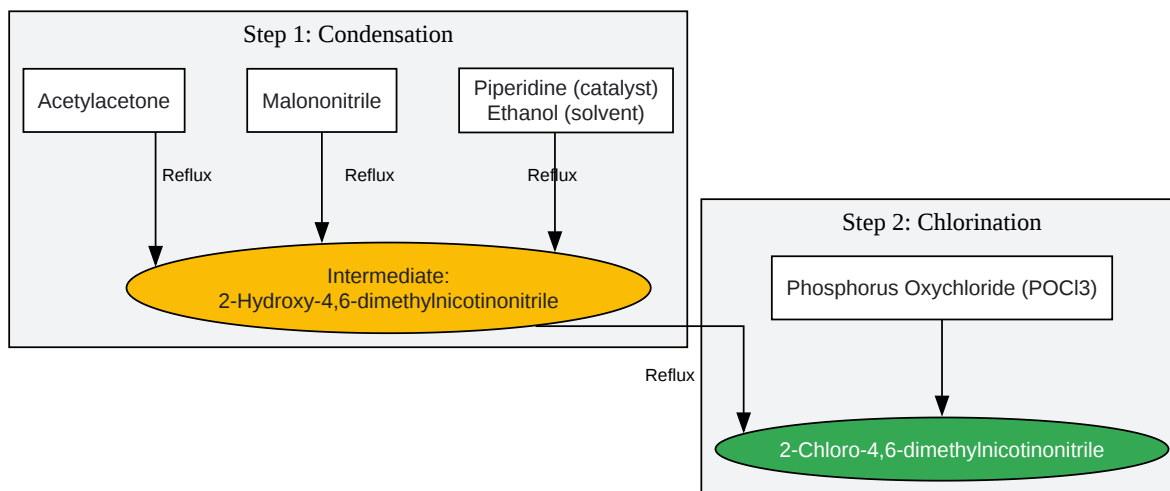 Step 1: Condensation
Acetylacetone
Malononitrile
Piperidine (catalyst)
Ethanol (solvent)
Reflux
Reflux
Reflux
Intermediate:
2-Hydroxy-4,6-dimethylnicotinonitrile
Step 2: Chlorination
Phosphorus Oxychloride (POCl3)
Reflux
2-Chloro-4,6-dimethylnicotinonitrile